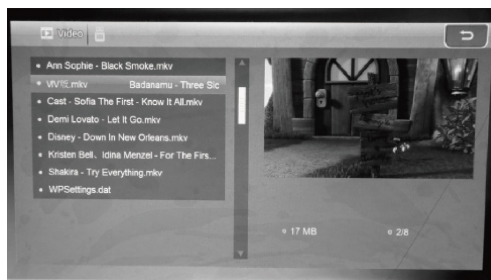 video
Ann Sophie - Black Smoke.mkv
Badanamu - Three Sic
Cast - Sofia The First - Know It All.mkv
Demi Lovato - Let It Go.mkv
Disney - Down In New Orleans.mkv
Kristen Bell、Idina Menzel - For The Firs...
Shakira - Try Everything.mkv
WPSettings.dat
17 MB
2/8